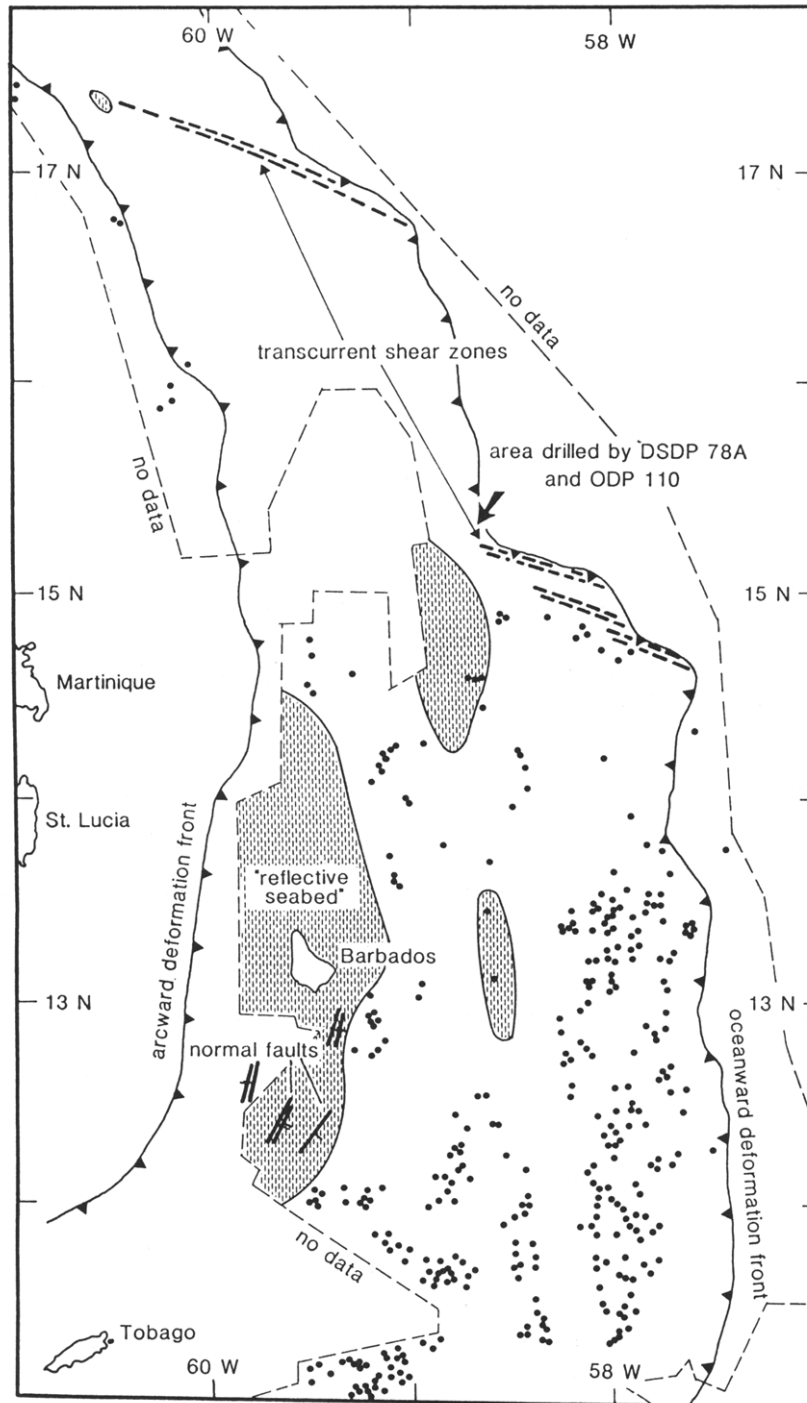 60 W
58 W
17 N
17 N
no data
transcurrent shear zones
area drilled by DSDP 78A
and ODP 110
no data
15 N
15 N
Martinique
St. Lucia
arcward deformation front
"reflective
seabed"
Barbados
13 N
13 N
normal faults
oceanward deformation front
no data
Tobago
60 W
58 W